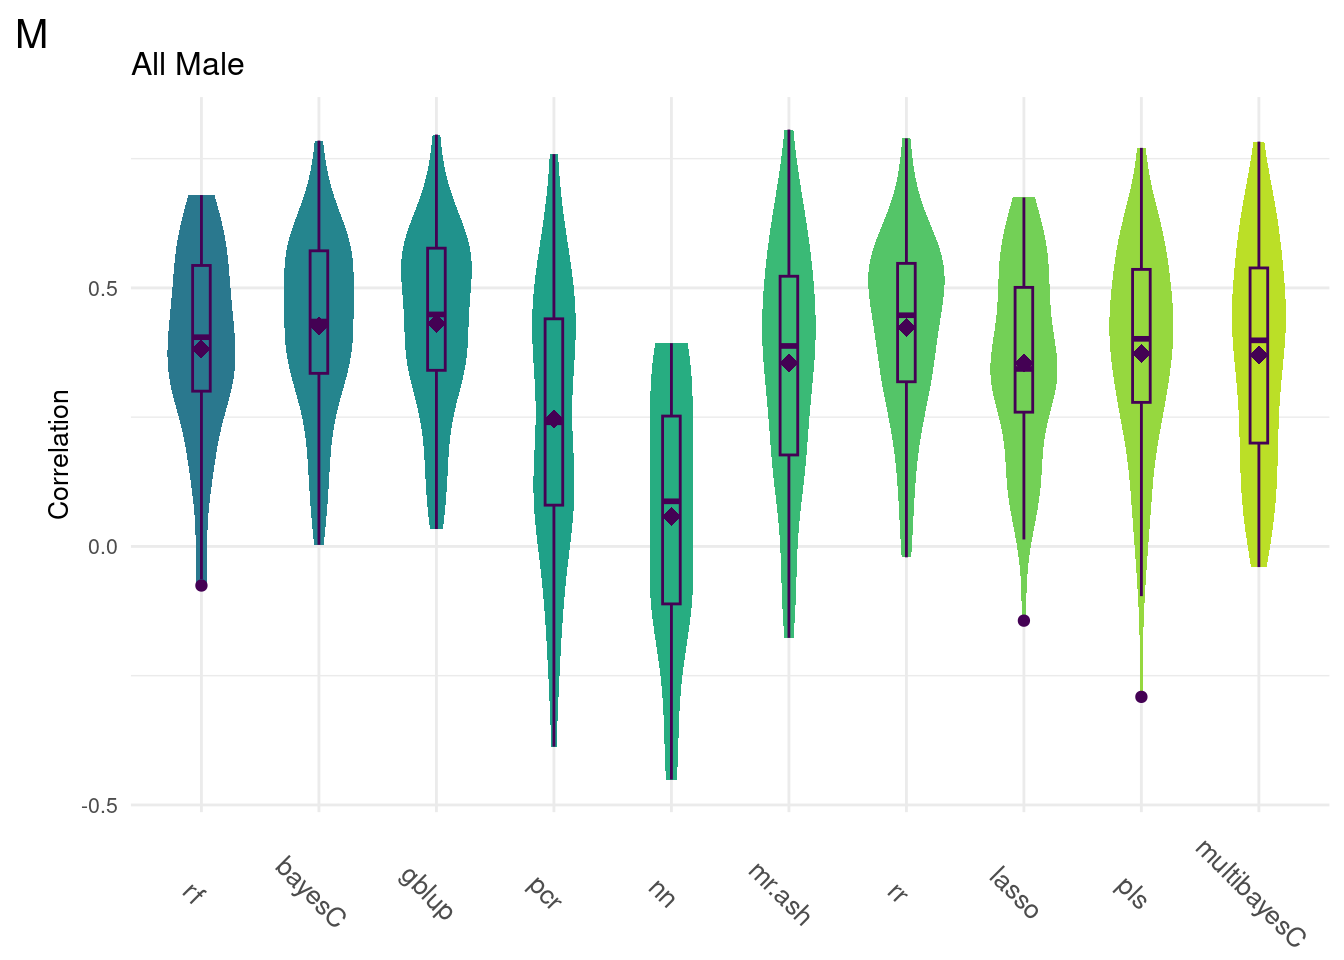 M
All Male
Correlation
0.5
0.0
-0.5
rf
bayesC
gblup
pcr
nn
mr.ash
rr
lasso
pls
multibayesC